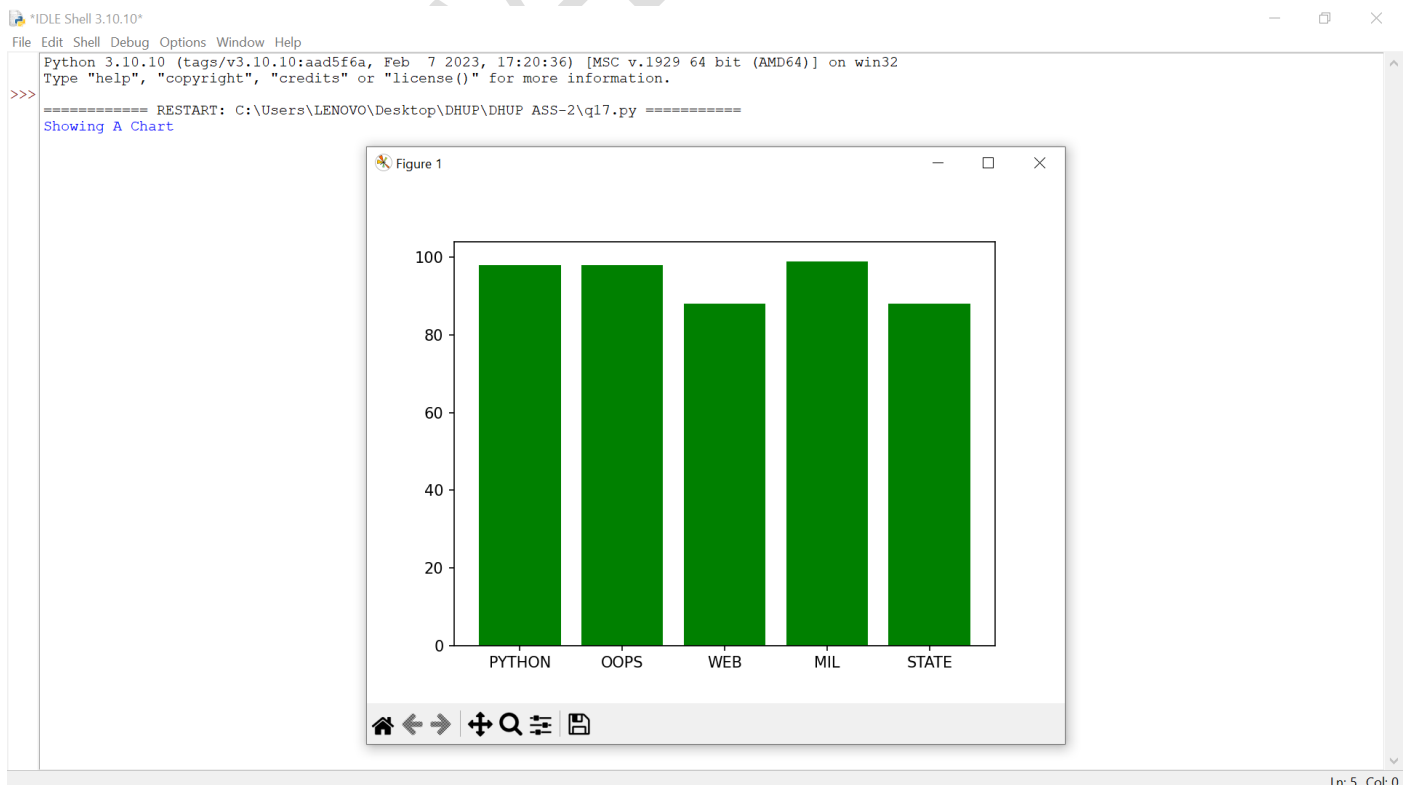 *IDLE Shell 3.10.10*
File Edit Shell Debug Options Window Help
Python 3.10.10 (tags/v3.10.10:aad5f6a, Feb  7 2023, 17:20:36) [MSC v.1929 64 bit (AMD64)] on win32
Type "help", "copyright", "credits" or "license()" for more information.
>>>
============ RESTART: C:\Users\LENOVO\Desktop\DHUP\DHUP ASS-2\q17.py ===========
Showing A Chart
Figure 1
100
80
60
40
20
0
PYTHON OOPS WEB MIL STATE
Ln: 5 Col: 0